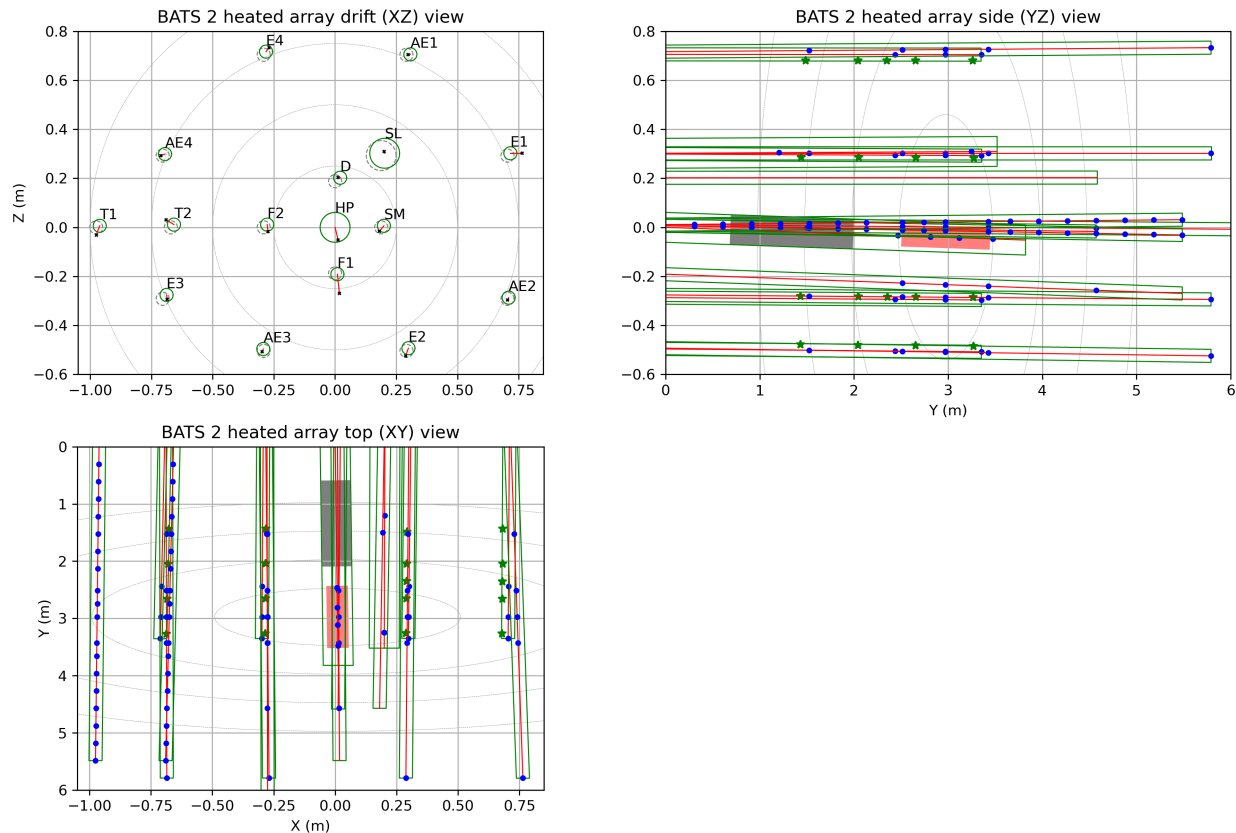 BATS 2 heated array drift (XZ) view
Z (m)
0.8
0.6
0.4
0.2
0.0
−0.2
−0.4
−0.6
E4
AE1
AE4
SL
E1
D
T1
T2
F2
HP
SM
F1
E3
AE2
AE3
E2
−1.00 −0.75 −0.50 −0.25 0.00 0.25 0.50 0.75
BATS 2 heated array side (YZ) view
0.8
0.6
0.4
0.2
0.0
−0.2
−0.4
−0.6
0 1 2 3 4 5 6
Y (m)
BATS 2 heated array top (XY) view
Y (m)
0
1
2
3
4
5
6
−1.00 −0.75 −0.50 −0.25 0.00 0.25 0.50 0.75
X (m)